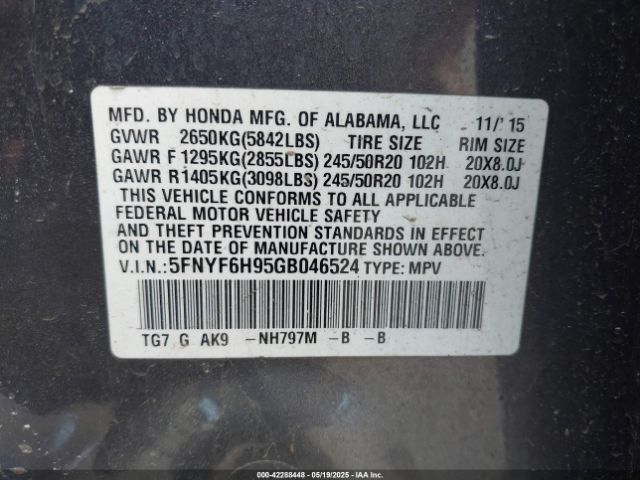 MFD. BY HONDA MFG. OF ALABAMA, LLC 11/'15
GVWR 2650KG(5842LBS) TIRE SIZE RIM SIZE
GAWR F 1295KG(2855LBS) 245/50R20 102H 20X8.0J
GAWR R 1405KG(3098LBS) 245/50R20 102H 20X8.0J
THIS VEHICLE CONFORMS TO ALL APPLICABLE
FEDERAL MOTOR VEHICLE SAFETY
AND THEFT PREVENTION STANDARDS IN EFFECT
ON THE DATE OF MANUFACTURE SHOWN ABOVE.
V.I.N.:5FNYF6H95GB046524 TYPE: MPV
TG7 G AK9 -NH797M -B -B
000-42288448 - 05/19/2025 - IAA, Inc.